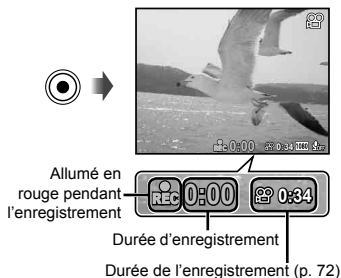 0:00 0:34
Allumé en
rouge pendant
l'enregistrement
REC 0:00 0:34
Durée d'enregistrement
Durée de l'enregistrement (p. 72)